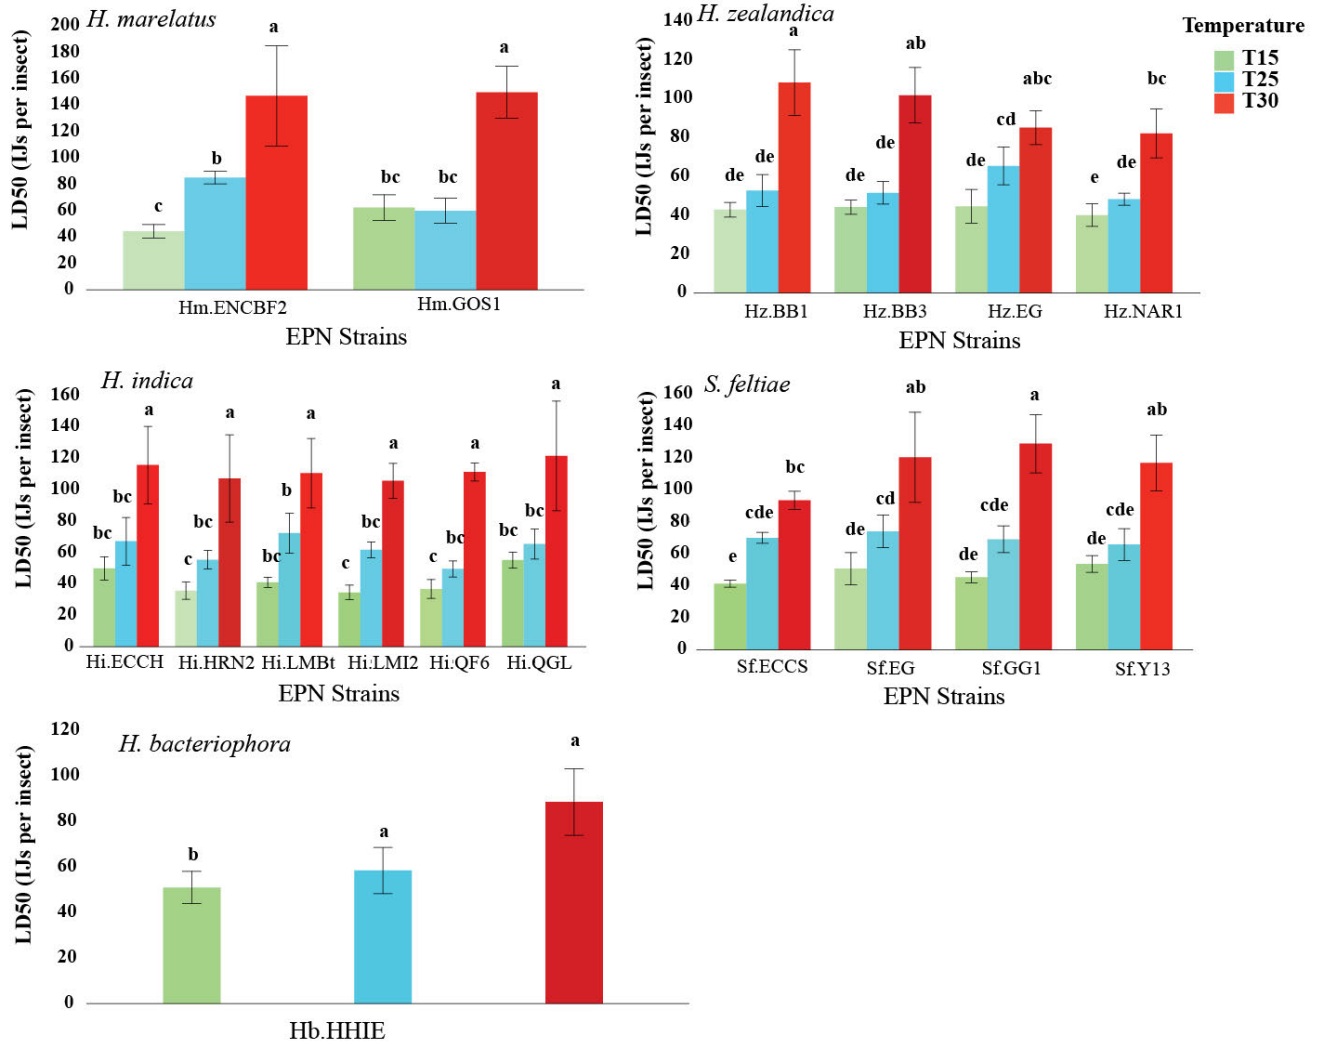 H. marelatus
LD50 (IJs per insect)
200
180
160
140
120
100
80
60
40
20
0
c
b
a
bc
bc
a
Hm.ENCBF2
Hm.GOS1
EPN Strains
H. zealandica
LD50 (IJs per insect)
140
120
100
80
60
40
20
0
de
de
a
de
de
ab
de
cd
abc
e
de
bc
Hz.BB1
Hz.BB3
Hz.EG
Hz.NAR1
EPN Strains
Temperature
T15
T25
T30
H. indica
LD50 (IJs per insect)
160
140
120
100
80
60
40
20
0
bc
bc
a
c
bc
a
bc
b
a
c
bc
a
c
bc
a
bc
bc
a
Hi.ECCH
Hi.HRN2
Hi.LMBt
Hi.LMI2
Hi.QF6
Hi.QGL
EPN Strains
S. feltiae
LD50 (IJs per insect)
160
140
120
100
80
60
40
20
0
e
cde
bc
de
cd
ab
de
cde
a
de
cde
ab
Sf.ECCS
Sf.EG
Sf.GG1
Sf.Y13
EPN Strains
H. bacteriophora
LD50 (IJs per insect)
120
100
80
60
40
20
0
b
a
a
Hb.HHIE